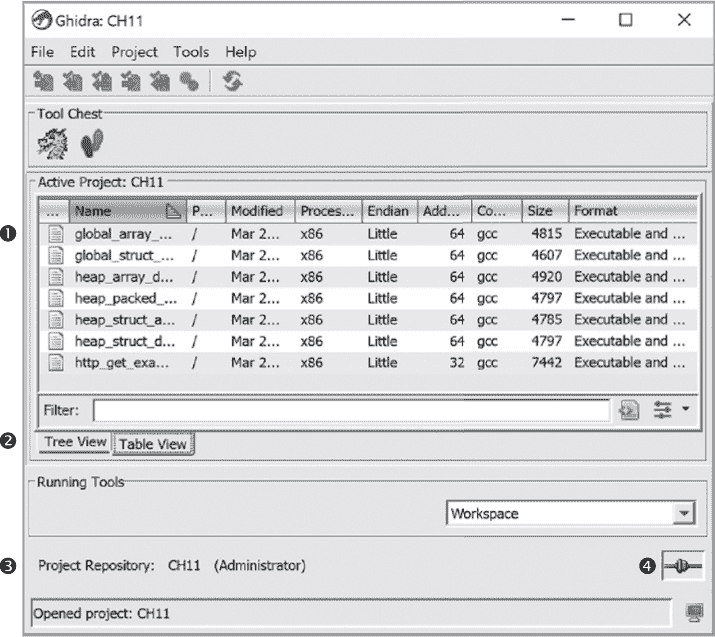 Ghidra: CH11
File Edit Project Tools Help
Tool Chest
Active Project: CH11
... Name P... Modified Proces... Endian Add... Co... Size Format
❶ global_array_... / Mar 2... x86 Little 64 gcc 4815 Executable and ...
global_struct_... / Mar 2... x86 Little 64 gcc 4607 Executable and ...
heap_array_d... / Mar 2... x86 Little 64 gcc 4920 Executable and ...
heap_packed_... / Mar 2... x86 Little 64 gcc 4797 Executable and ...
heap_struct_a... / Mar 2... x86 Little 64 gcc 4785 Executable and ...
heap_struct_d... / Mar 2... x86 Little 64 gcc 4797 Executable and ...
http_get_exa... / Mar 2... x86 Little 32 gcc 7442 Executable and ...
Filter:
❷ Tree View Table View
Running Tools
Workspace
❸ Project Repository: CH11 (Administrator) ❹
Opened project: CH11